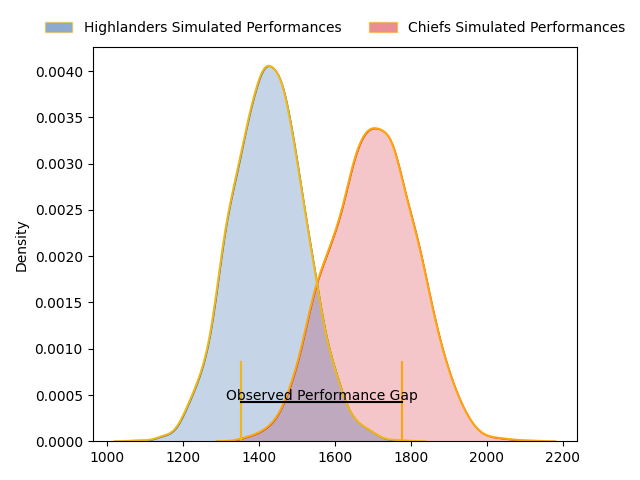 Highlanders Simulated Performances
Chiefs Simulated Performances
0.0040
0.0035
0.0030
0.0025
0.0020
0.0015
0.0010
0.0005
0.0000
Density
Observed Performance Gap
1000 1200 1400 1600 1800 2000 2200